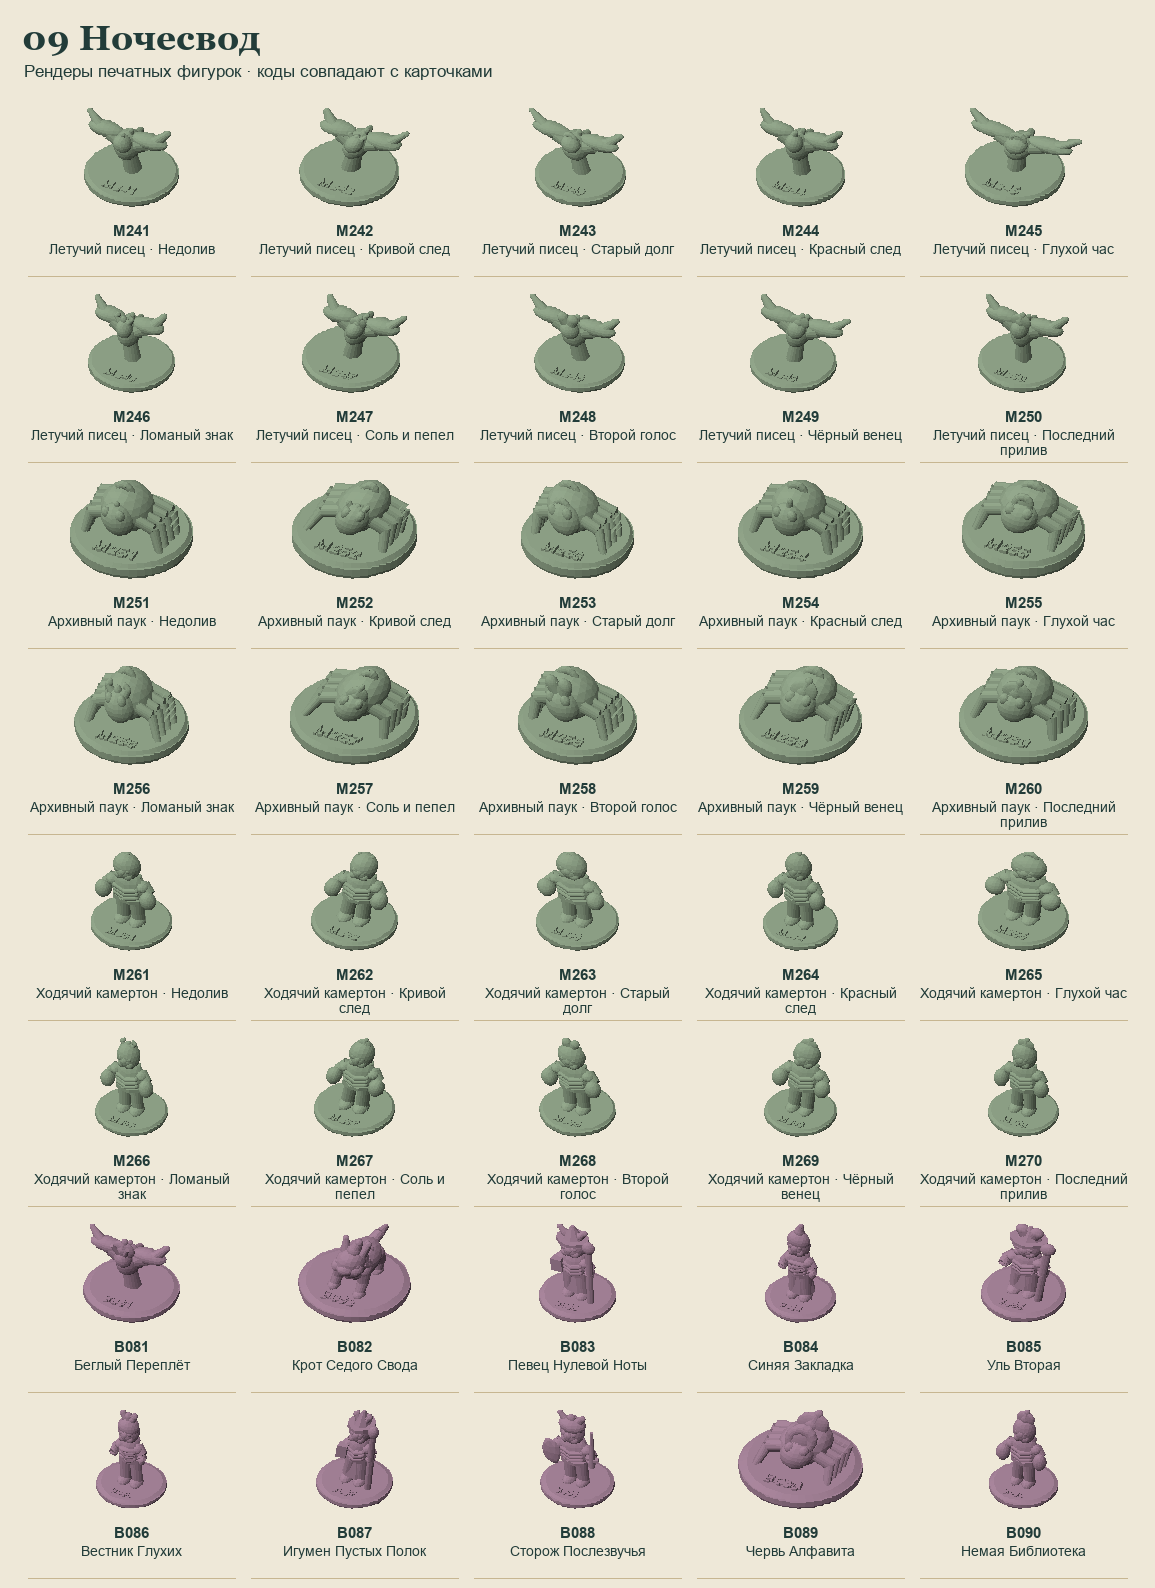 09 Ночесвод
Рендеры печатных фигурок · коды совпадают с карточками
M241
Летучий писец · Недолив
M242
Летучий писец · Кривой след
M243
Летучий писец · Старый долг
M244
Летучий писец · Красный след
M245
Летучий писец · Глухой час
M246
Летучий писец · Ломаный знак
M247
Летучий писец · Соль и пепел
M248
Летучий писец · Второй голос
M249
Летучий писец · Чёрный венец
M250
Летучий писец · Последний
прилив
M251
Архивный паук · Недолив
M252
Архивный паук · Кривой след
M253
Архивный паук · Старый долг
M254
Архивный паук · Красный след
M255
Архивный паук · Глухой час
M256
Архивный паук · Ломаный знак
M257
Архивный паук · Соль и пепел
M258
Архивный паук · Второй голос
M259
Архивный паук · Чёрный венец
M260
Архивный паук · Последний
прилив
M261
Ходячий камертон · Недолив
M262
Ходячий камертон · Кривой
след
M263
Ходячий камертон · Старый
долг
M264
Ходячий камертон · Красный
след
M265
Ходячий камертон · Глухой час
M266
Ходячий камертон · Ломаный
знак
M267
Ходячий камертон · Соль и
пепел
M268
Ходячий камертон · Второй
голос
M269
Ходячий камертон · Чёрный
венец
M270
Ходячий камертон · Последний
прилив
B081
Беглый Переплёт
B082
Крот Седого Свода
B083
Певец Нулевой Ноты
B084
Синяя Закладка
B085
Уль Вторая
B086
Вестник Глухих
B087
Игумен Пустых Полок
B088
Сторож Послезвучья
B089
Червь Алфавита
B090
Немая Библиотека